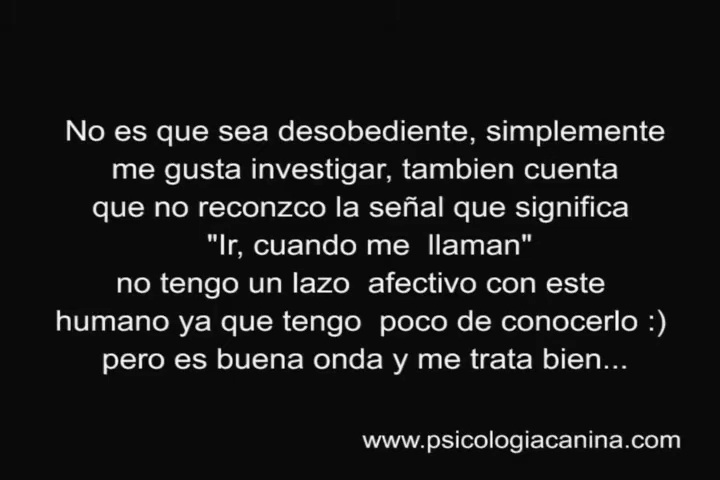 No es que sea desobediente, simplemente
me gusta investigar, tambien cuenta
que no reconzco la señal que significa
"Ir, cuando me llaman"
no tengo un lazo afectivo con este
humano ya que tengo poco de conocerlo :)
pero es buena onda y me trata bien...
www.psicologiacanina.com